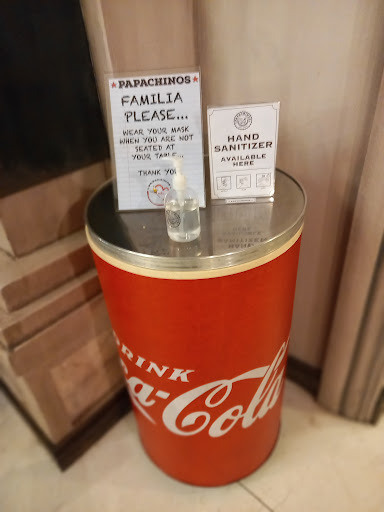 ★PAPACHINOS★
FAMILIA
PLEASE...
WEAR YOUR MASK
WHEN YOU ARE NOT
SEATED AT
YOUR TABLE...
THANK YOU
HAND
SANITIZER
AVAILABLE
HERE
DRINK
Coca-Cola